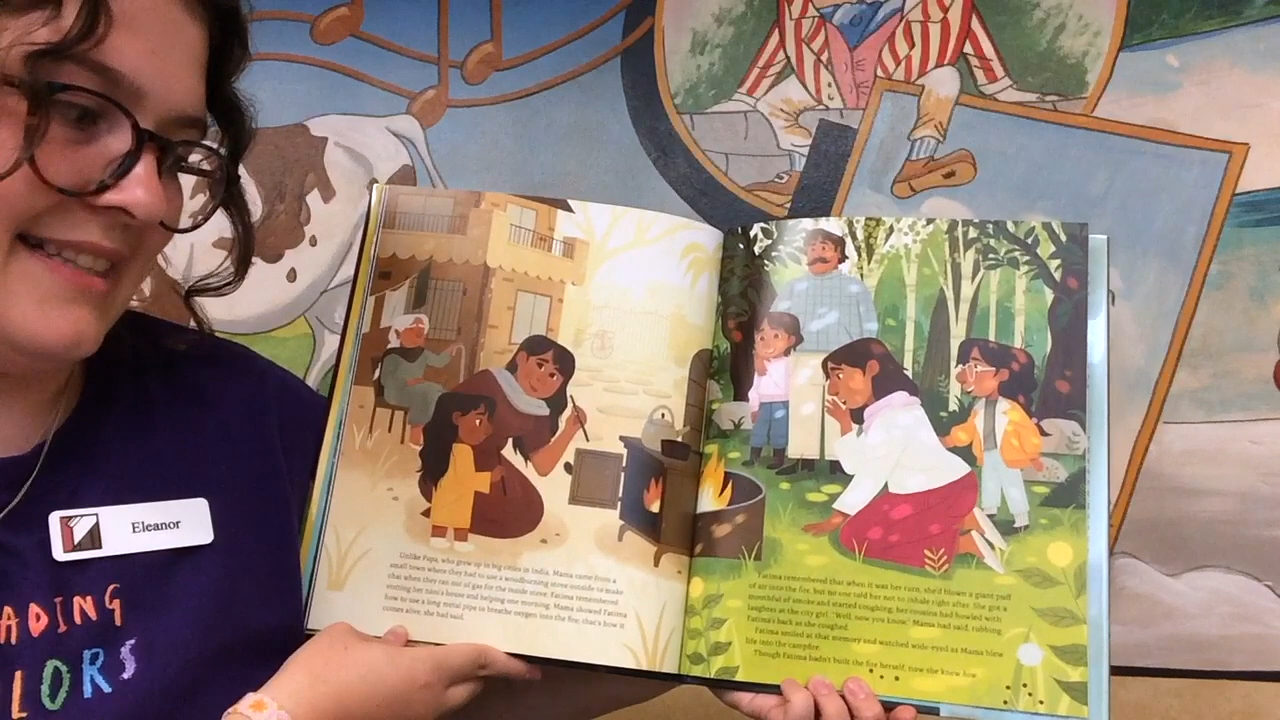 Eleanor
ADING
LORS
Unlike Papa, who grew up in big cities in India, Mama came from a
small town where they had to use a woodburning stove outside to make
chai when they ran out of gas for the inside stove. Fatima remembered
visiting her nani's house and helping one morning. Mama showed Fatima
how to use a long metal pipe to breathe oxygen into the fire; that's how it
comes alive, she had said.
Fatima remembered that when it was her turn, she'd blown a giant puff
of air into the fire, but no one told her not to inhale right after. She got a
mouthful of smoke and started coughing; her cousins had howled with
laughter at the city girl. "Well, now you know," Mama had said, rubbing
Fatima's back as she coughed.
Fatima smiled at that memory and watched wide-eyed as Mama blew
life into the campfire.
Though Fatima hadn't built the fire herself, now she knew how.